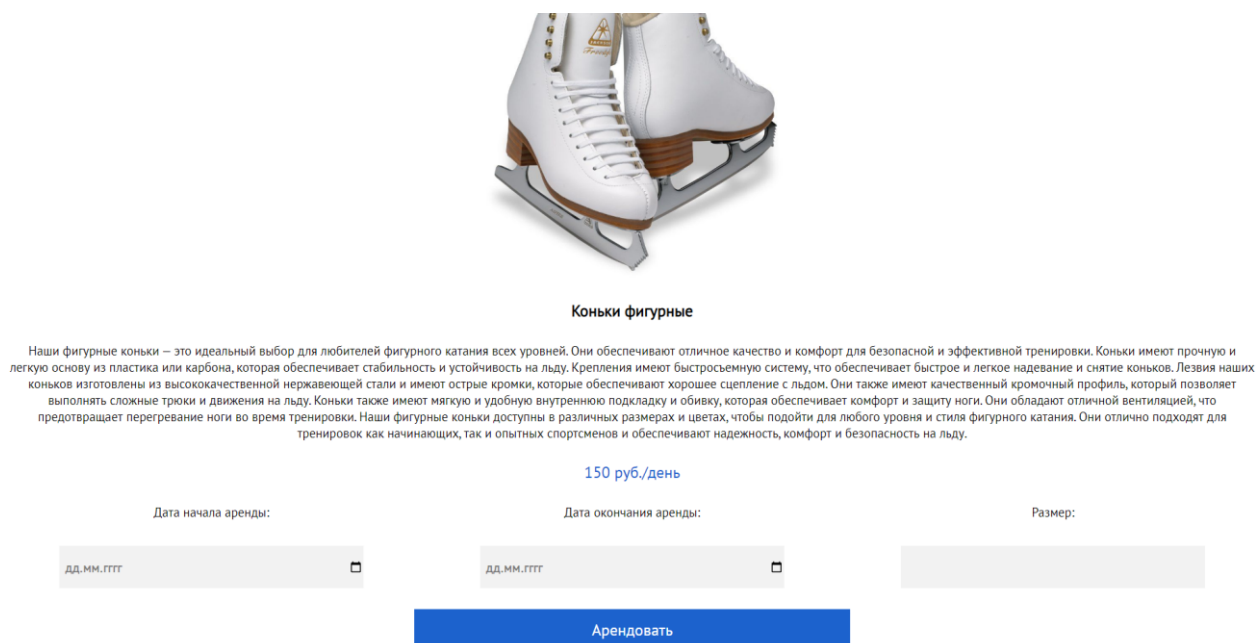 Коньки фигурные
Наши фигурные коньки — это идеальный выбор для любителей фигурного катания всех уровней. Они обеспечивают отличное качество и комфорт для безопасной и эффективной тренировки. Коньки имеют прочную и
легкую основу из пластика или карбона, которая обеспечивает стабильность и устойчивость на льду. Крепления имеют быстросъемную систему, что обеспечивает быстрое и легкое надевание и снятие коньков. Лезвия наших
коньков изготовлены из высококачественной нержавеющей стали и имеют острые кромки, которые обеспечивают хорошее сцепление с льдом. Они также имеют качественный кромочный профиль, который позволяет
выполнять сложные трюки и движения на льду. Коньки также имеют мягкую и удобную внутреннюю подкладку и обивку, которая обеспечивает комфорт и защиту ноги. Они обладают отличной вентиляцией, что
предотвращает перегревание ноги во время тренировки. Наши фигурные коньки доступны в различных размерах и цветах, чтобы подойти для любого уровня и стиля фигурного катания. Они отлично подходят для
тренировок как начинающих, так и опытных спортсменов и обеспечивают надежность, комфорт и безопасность на льду.
150 руб./день
Дата начала аренды: Дата окончания аренды: Размер:
дд.мм.гггг дд.мм.гггг
Арендовать